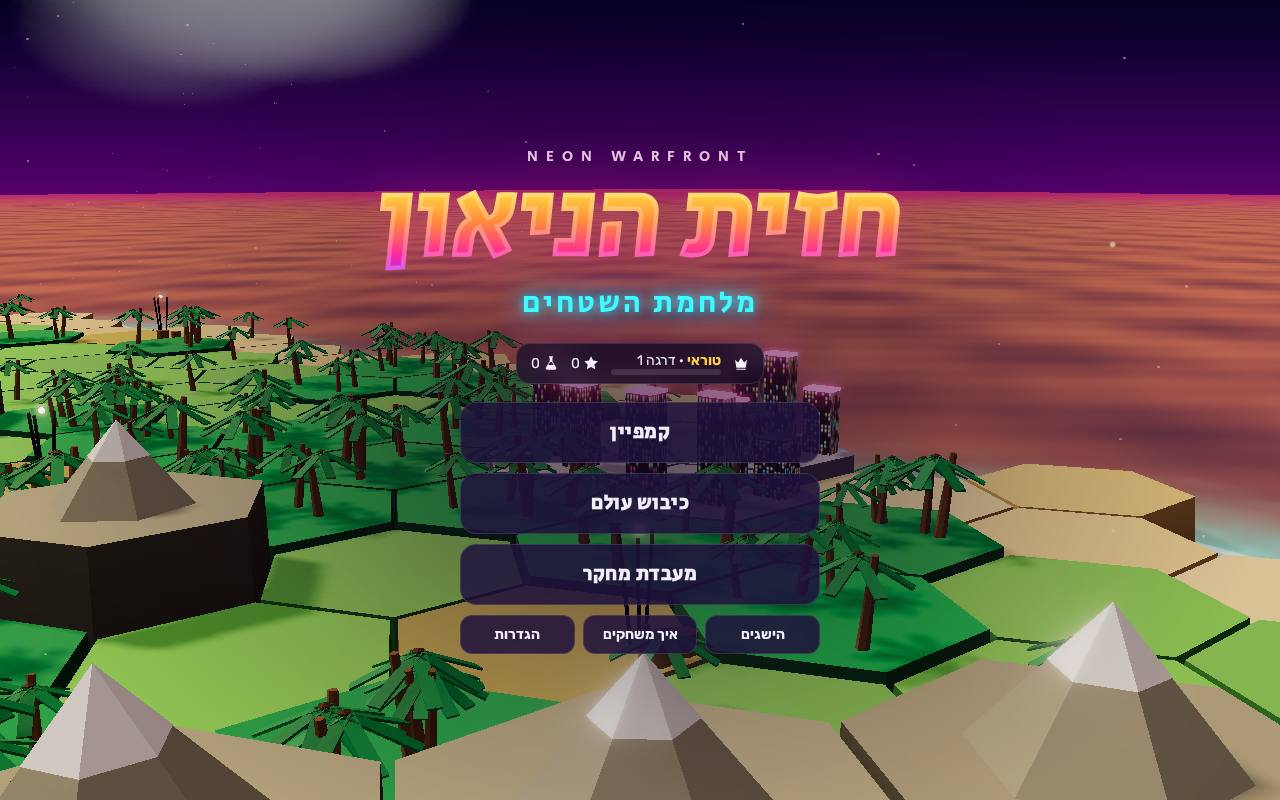 NEON WARFRONT
חזית הניאון
מלחמת השטחים
טוראי • דרגה 1 0 0
קמפיין
כיבוש עולם
מעבדת מחקר
הישגים איך משחקים הגדרות